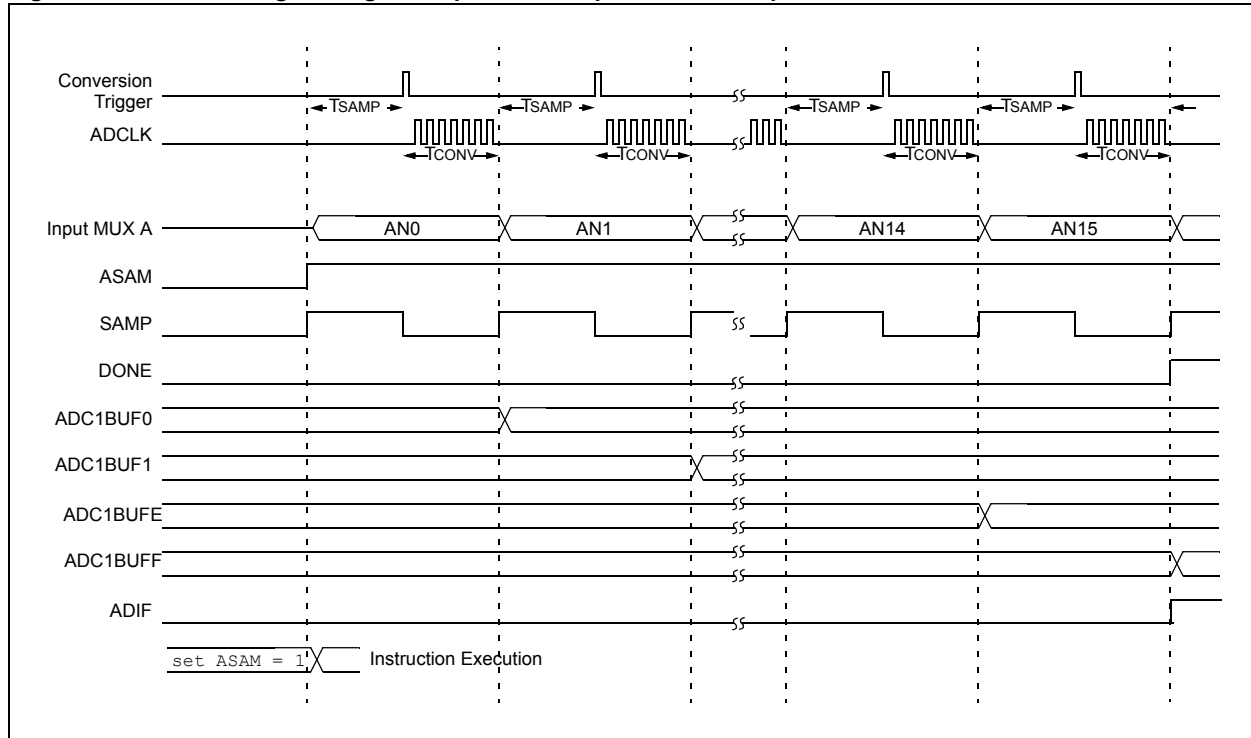 Conversion
Trigger
TSAMP TSAMP TSAMP TSAMP
ADCLK
TCONV TCONV TCONV TCONV
Input MUX A AN0 AN1 AN14 AN15
ASAM
SAMP
DONE
ADC1BUF0
ADC1BUF1
ADC1BUFE
ADC1BUFF
ADIF
set ASAM = 1 Instruction Execution